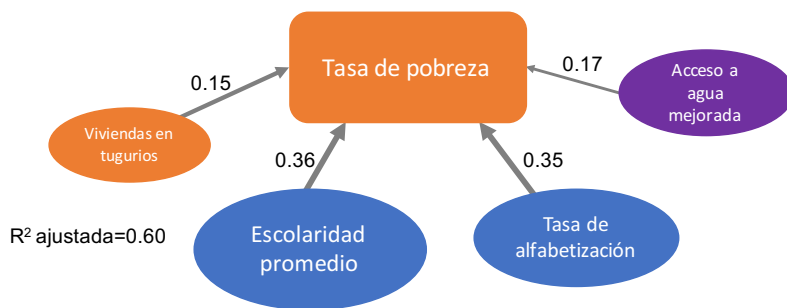 Tasa de pobreza
0.15
0.17
Acceso a
agua
mejorada
Viviendas en
tugurios
0.36
0.35
R² ajustada=0.60
Escolaridad
promedio
Tasa de
alfabetización